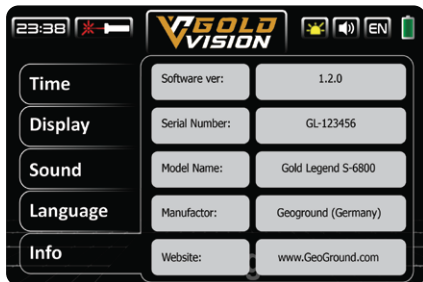 23:38
GOLD
VISION
EN
Time
Software ver:
1.2.0
Display
Serial Number:
GL-123456
Sound
Model Name:
Gold Legend S-6800
Language
Manufactor:
Geoground (Germany)
Info
Website:
www.GeoGround.com